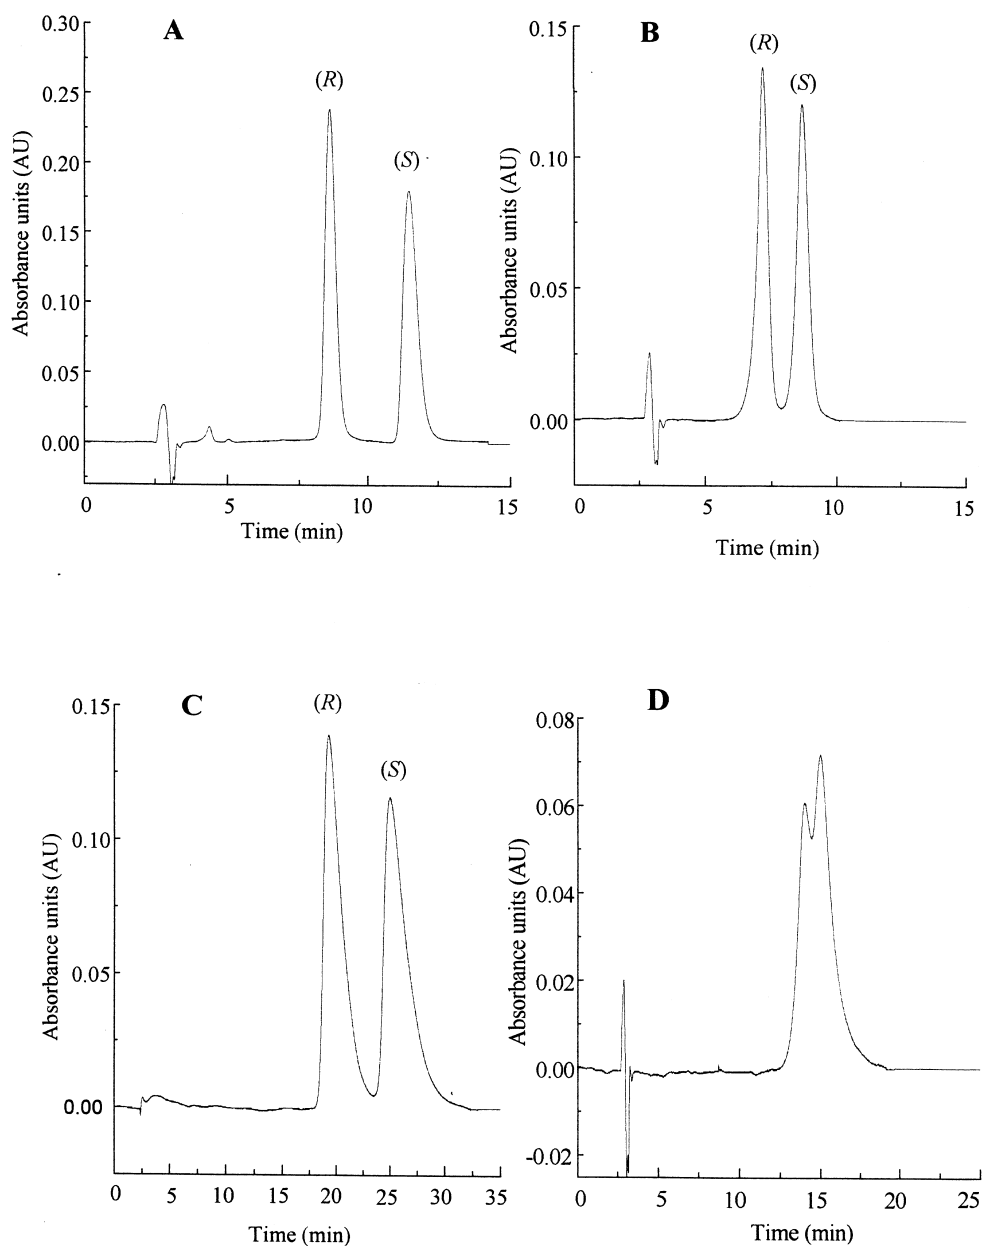 A
0.30
0.25
0.20
0.15
0.10
0.05
0.00
Absorbance units (AU)
(R)
(S)
0 5 10 15
Time (min)
B
0.15
0.10
0.05
0.00
Absorbance units (AU)
(R)
(S)
0 5 10 15
Time (min)
C
0.15
0.10
0.05
0.00
Absorbance units (AU)
(R)
(S)
0 5 10 15 20 25 30 35
Time (min)
D
0.08
0.06
0.04
0.02
0.00
-0.02
Absorbance units (AU)
0 5 10 15 20 25
Time (min)